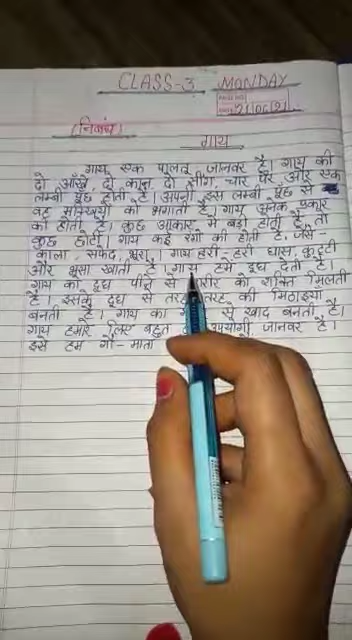 CLASS-3 MONDAY
21/06/21
(निबंध)
गाय
गाय एक पालतू जानवर है। गाय की
दो आँखें, दो कान, दो सींग, चार पैर और एक
लम्बी पूँछ होती है। अपनी इस लम्बी पूँछ से
वह मक्खियों को भगाती है। गाय अनेक प्रकार
की होती है। कुछ आकार में बड़ी होती है, तो
कुछ छोटी। गाय कई रंगों की होती है, जैसे-
काला, सफेद, भूरा। गाय हरी-हरी घास, कुट्टी
और भूसा खाती है। गाय हमें दूध देती है।
गाय का दूध पीने से शरीर को शक्ति मिलती
है। इसके दूध से तरह की मिठाइयाँ
बनती है। गाय का से खाद बनती है।
गाय हमारे लिए बहुत ही उपयोगी जानवर है।
इसे हम गौ-माता